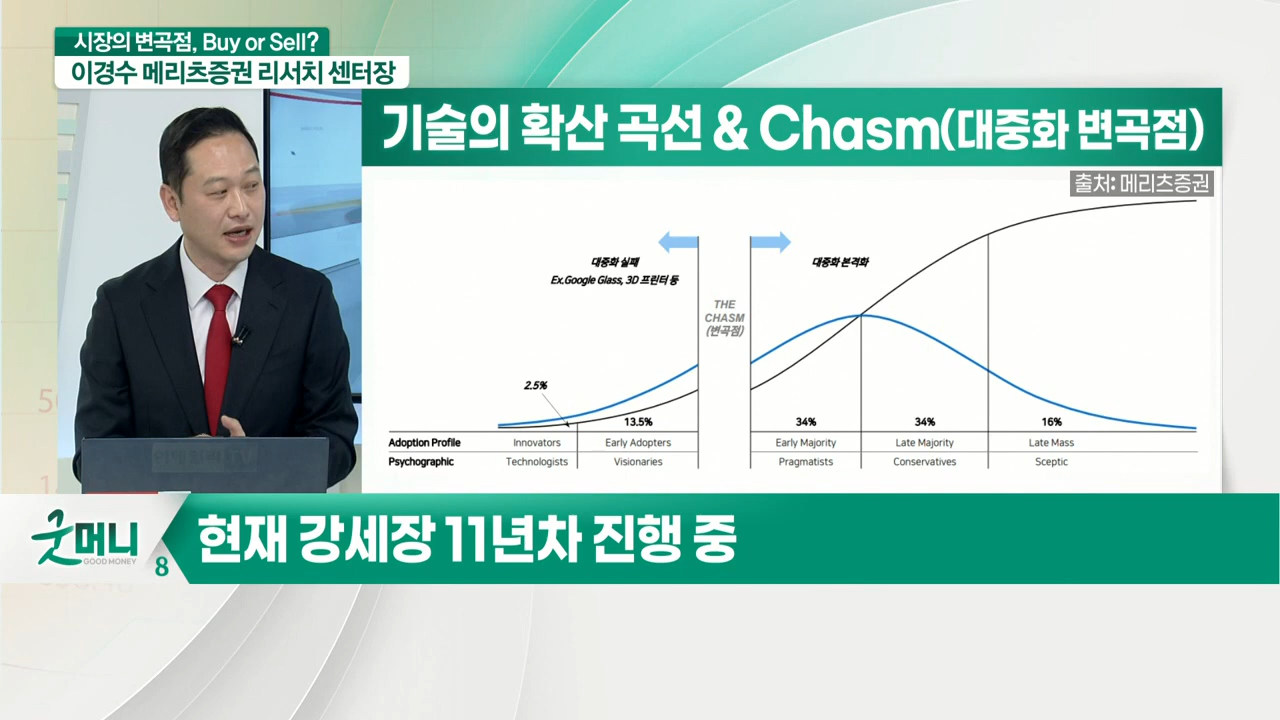 시장의 변곡점, Buy or Sell?
이경수 메리츠증권 리서치 센터장
기술의 확산 곡선 & Chasm(대중화 변곡점)
출처: 메리츠증권
대중화 실패
Ex.Google Glass, 3D 프린터 등
대중화 본격화
THE
CHASM
(변곡점)
2.5%
13.5%
34%
34%
16%
Adoption Profile
Innovators
Early Adopters
Early Majority
Late Majority
Late Mass
Psychographic
Technologists
Visionaries
Pragmatists
Conservatives
Sceptic
굿머니
GOOD MONEY
8
현재 강세장 11년차 진행 중